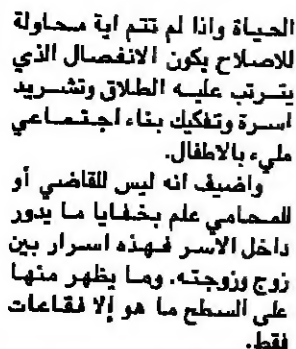 الحياة واذا لم تتم اية محاولة
للاصلاح يكون الانفصال الذي
يترتب عليه الطلاق وتشريد
اسرة وتفكيك بناء اجتماعي
مليء بالاطفال.
واضيف انه ليس للقاضي أو
للمحامي علم بخفايا ما يدور
داخل الاسر فهذه اسرار بين
زوج وزوجته. وما يظهر منها
على السطح ما هو إلا فقاعات
فقط.